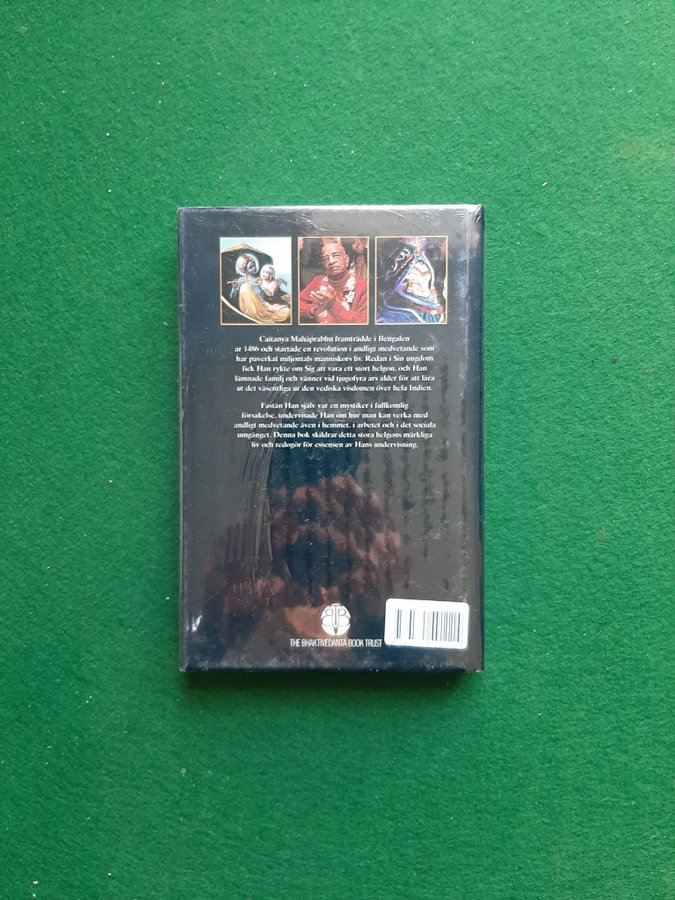 Caitanya Mahāprabhu framträdde i Bengalen
år 1486 och startade en revolution i andligt medvetande som
har påverkat miljontals människors liv. Redan i Sin ungdom
fick Han rykte om Sig att vara ett stort helgon, och Han
lämnade familj och vänner vid tjugofyra års ålder för att lära
ut det väsentliga ur den vediska visdomen över hela Indien.
Fastän Han själv var en mystiker i fullkomlig
försakelse, undervisade Han om hur man kan verka med
andligt medvetande även i hemmet, i arbetet och i det sociala
umgänget. Denna bok skildrar detta stora helgons märkliga
liv och redogör för essensen av Hans undervisning.
BBT
THE BHAKTIVEDANTA BOOK TRUST